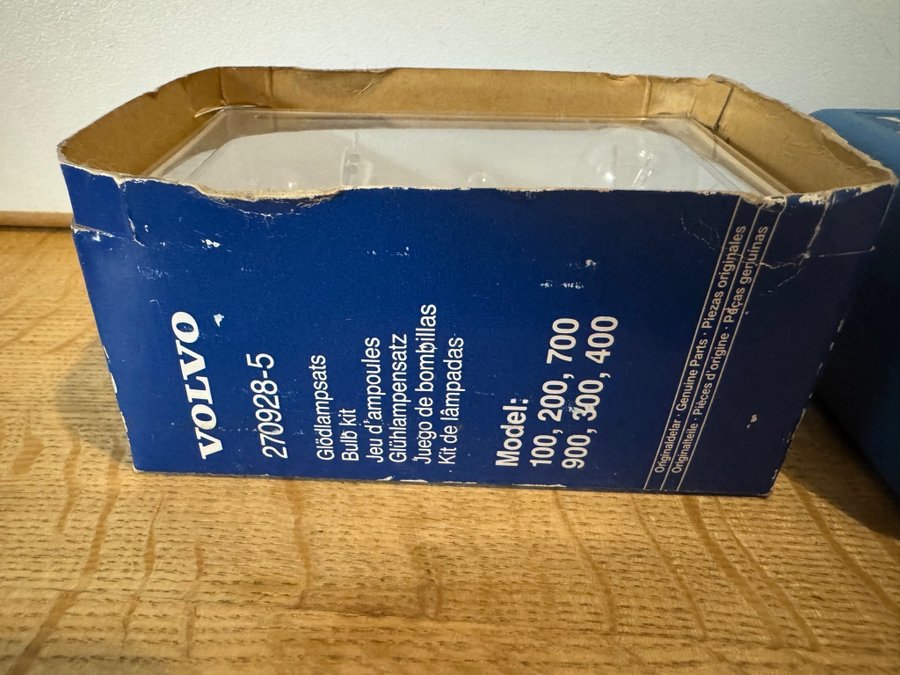 VOLVO
270928-5
Glödlampsats
Bulb kit
Jeu d'ampoules
Glühlampensatz
Juego de bombillas
Kit de lâmpadas
Model:
100, 200, 700
900, 300, 400
Originaldelar · Genuine Parts · Piezas originales
Originalteile · Pièces d'origine · Peças genuinas